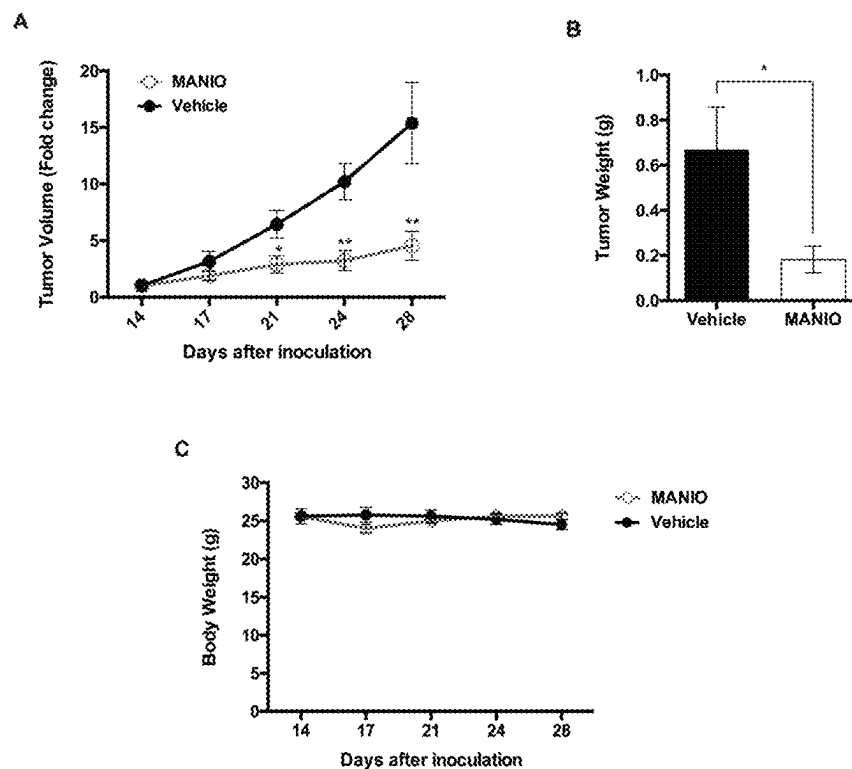 A
Tumor Volume (Fold change)
20
15
10
5
0
MANIO
Vehicle
*
**
**
14
17
21
24
28
Days after inoculation
B
Tumor Weight (g)
1.0
0.8
0.6
0.4
0.2
0.0
*
Vehicle
MANIO
C
Body Weight (g)
30
25
20
15
10
5
0
MANIO
Vehicle
14
17
21
24
28
Days after inoculation